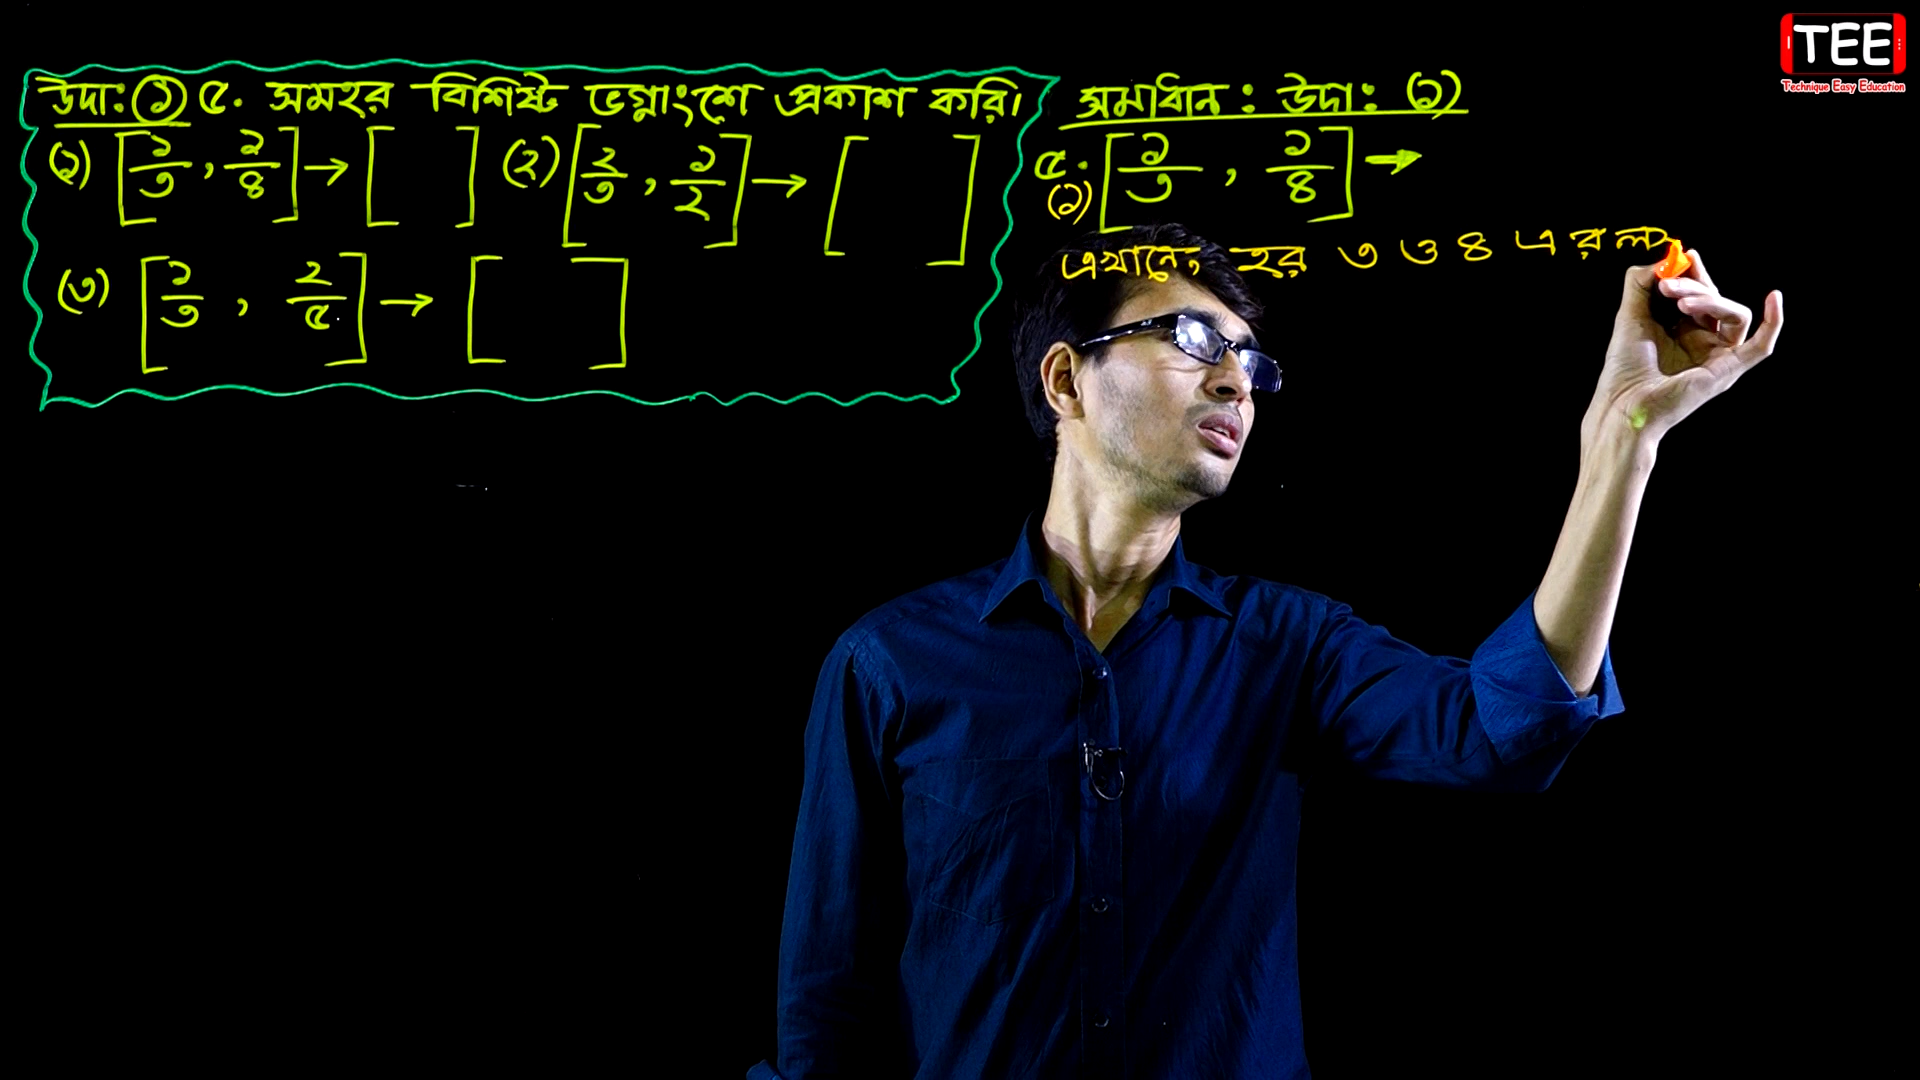 উদা: (১) ৫. সমহর বিশিষ্ট ভগ্নাংশে প্রকাশ করি।
(১) [১/৩, ১/৪] → [ ] (২) [২/৩, ১/২] → [ ]
(৩) [১/৩, ২/৫] → [ ]
সমাধান : উদা: (১)
৫. [১/৩, ১/৪] →
(১)
এখানে, হর ৩ ও ৪ এর ল
TEE
Technique Easy Education